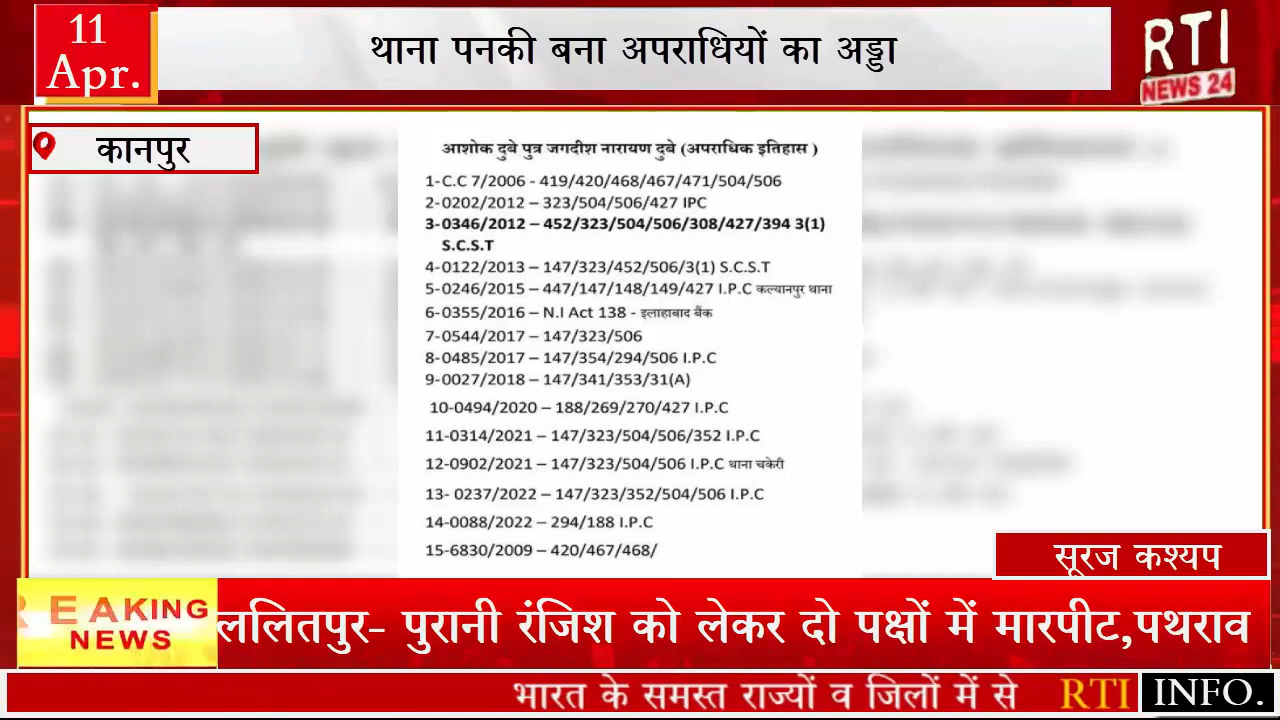 11
Apr.
थाना पनकी बना अपराधियों का अड्डा
RTI
NEWS 24
कानपुर
आशोक दुबे पुत्र जगदीश नारायण दुबे (अपराधिक इतिहास )
1-C.C 7/2006 - 419/420/468/467/471/504/506
2-0202/2012 – 323/504/506/427 IPC
3-0346/2012 – 452/323/504/506/308/427/394 3(1)
S.C.S.T
4-0122/2013 – 147/323/452/506/3(1) S.C.S.T
5-0246/2015 – 447/147/148/149/427 I.P.C कल्यानपुर थाना
6-0355/2016 – N.I Act 138 - इलाहाबाद बैंक
7-0544/2017 – 147/323/506
8-0485/2017 – 147/354/294/506 I.P.C
9-0027/2018 – 147/341/353/31(A)
10-0494/2020 – 188/269/270/427 I.P.C
11-0314/2021 – 147/323/504/506/352 I.P.C
12-0902/2021 – 147/323/504/506 I.P.C थाना चकेरी
13- 0237/2022 – 147/323/352/504/506 I.P.C
14-0088/2022 – 294/188 I.P.C
15-6830/2009 – 420/467/468/
सूरज कश्यप
REAKING
NEWS
ललितपुर- पुरानी रंजिश को लेकर दो पक्षों में मारपीट,पथराव
भारत के समस्त राज्यों व जिलों में से RTI INFO.